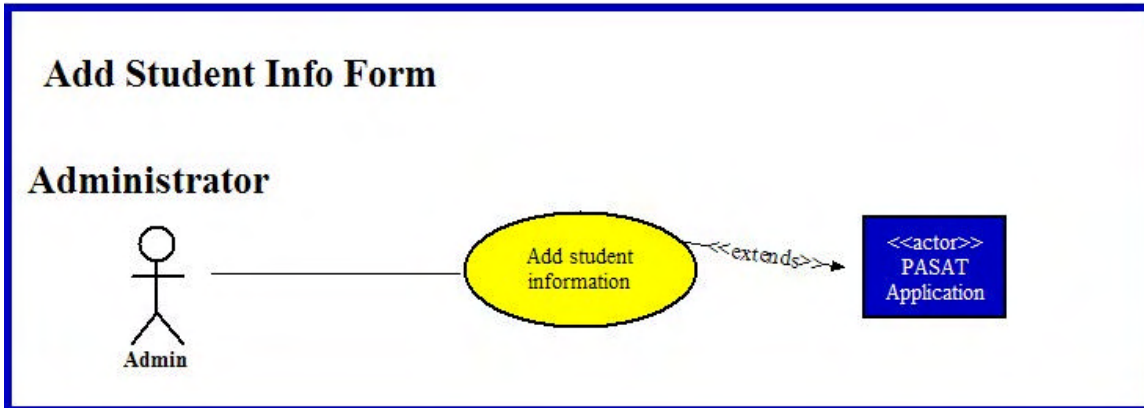 Add Student Info Form
Administrator
Admin
Add student
information
<<extends>>
<<actor>>
PASAT
Application